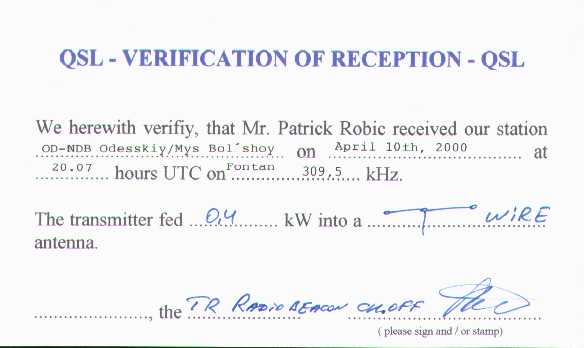 QSL - VERIFICATION OF RECEPTION - QSL
We herewith verifiy, that Mr. Patrick Robic received our station
OD-NDB Odesskiy/Mys Bol´shoy on April 10th, 2000 at
20.07 hours UTC on Fontan 309,5 kHz.
The transmitter fed 0,4 kW into a WIRE
antenna.
, the TR RADIOBEACON CH.OFF
( please sign and / or stamp)